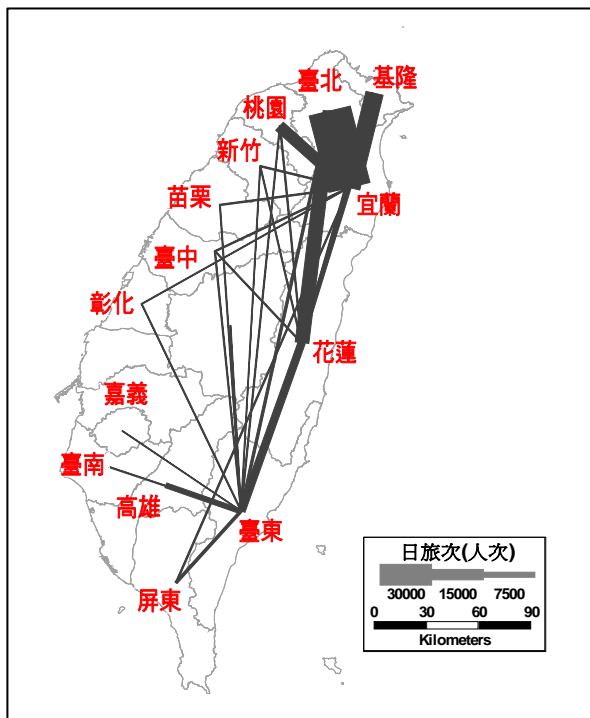 臺北
基隆
桃園
新竹
苗栗
宜蘭
臺中
彰化
花蓮
嘉義
臺南
高雄
臺東
屏東
日旅次(人次)
30000 15000 7500
0 30 60 90
Kilometers